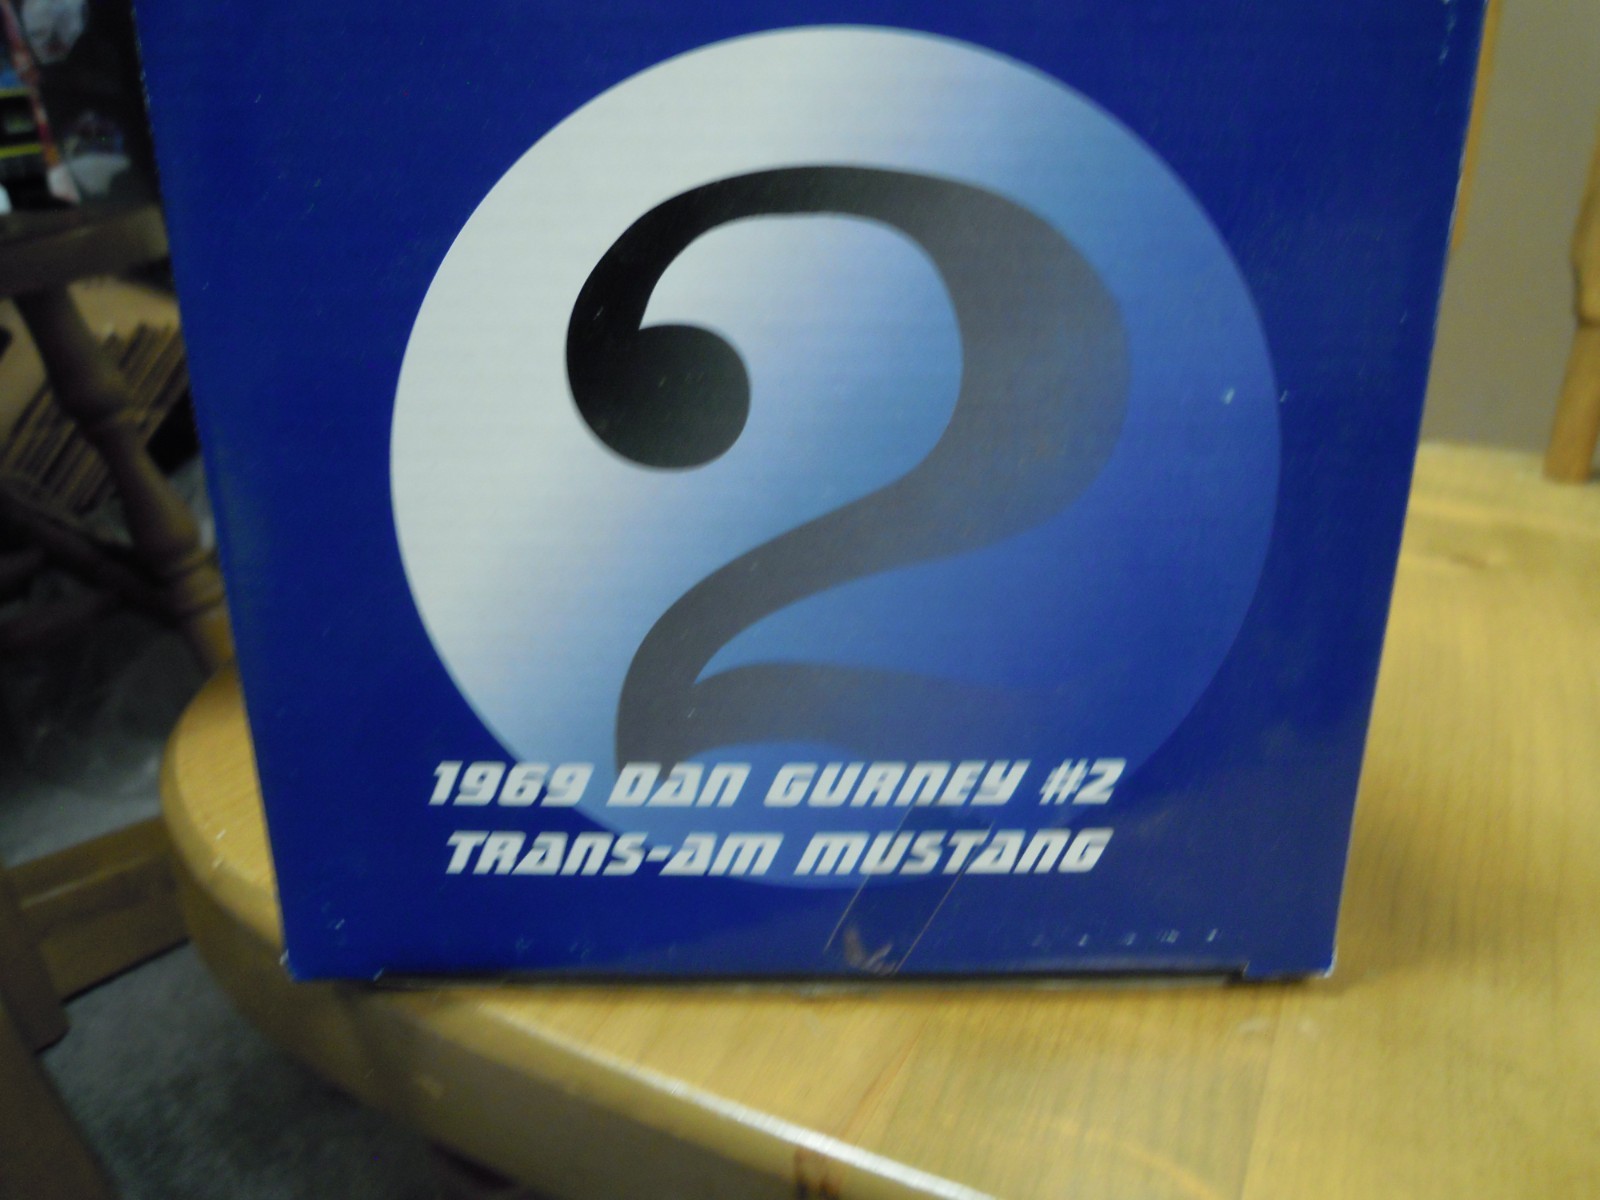 2
1969 DAN GURNEY #2
TRANS-AM MUSTANG